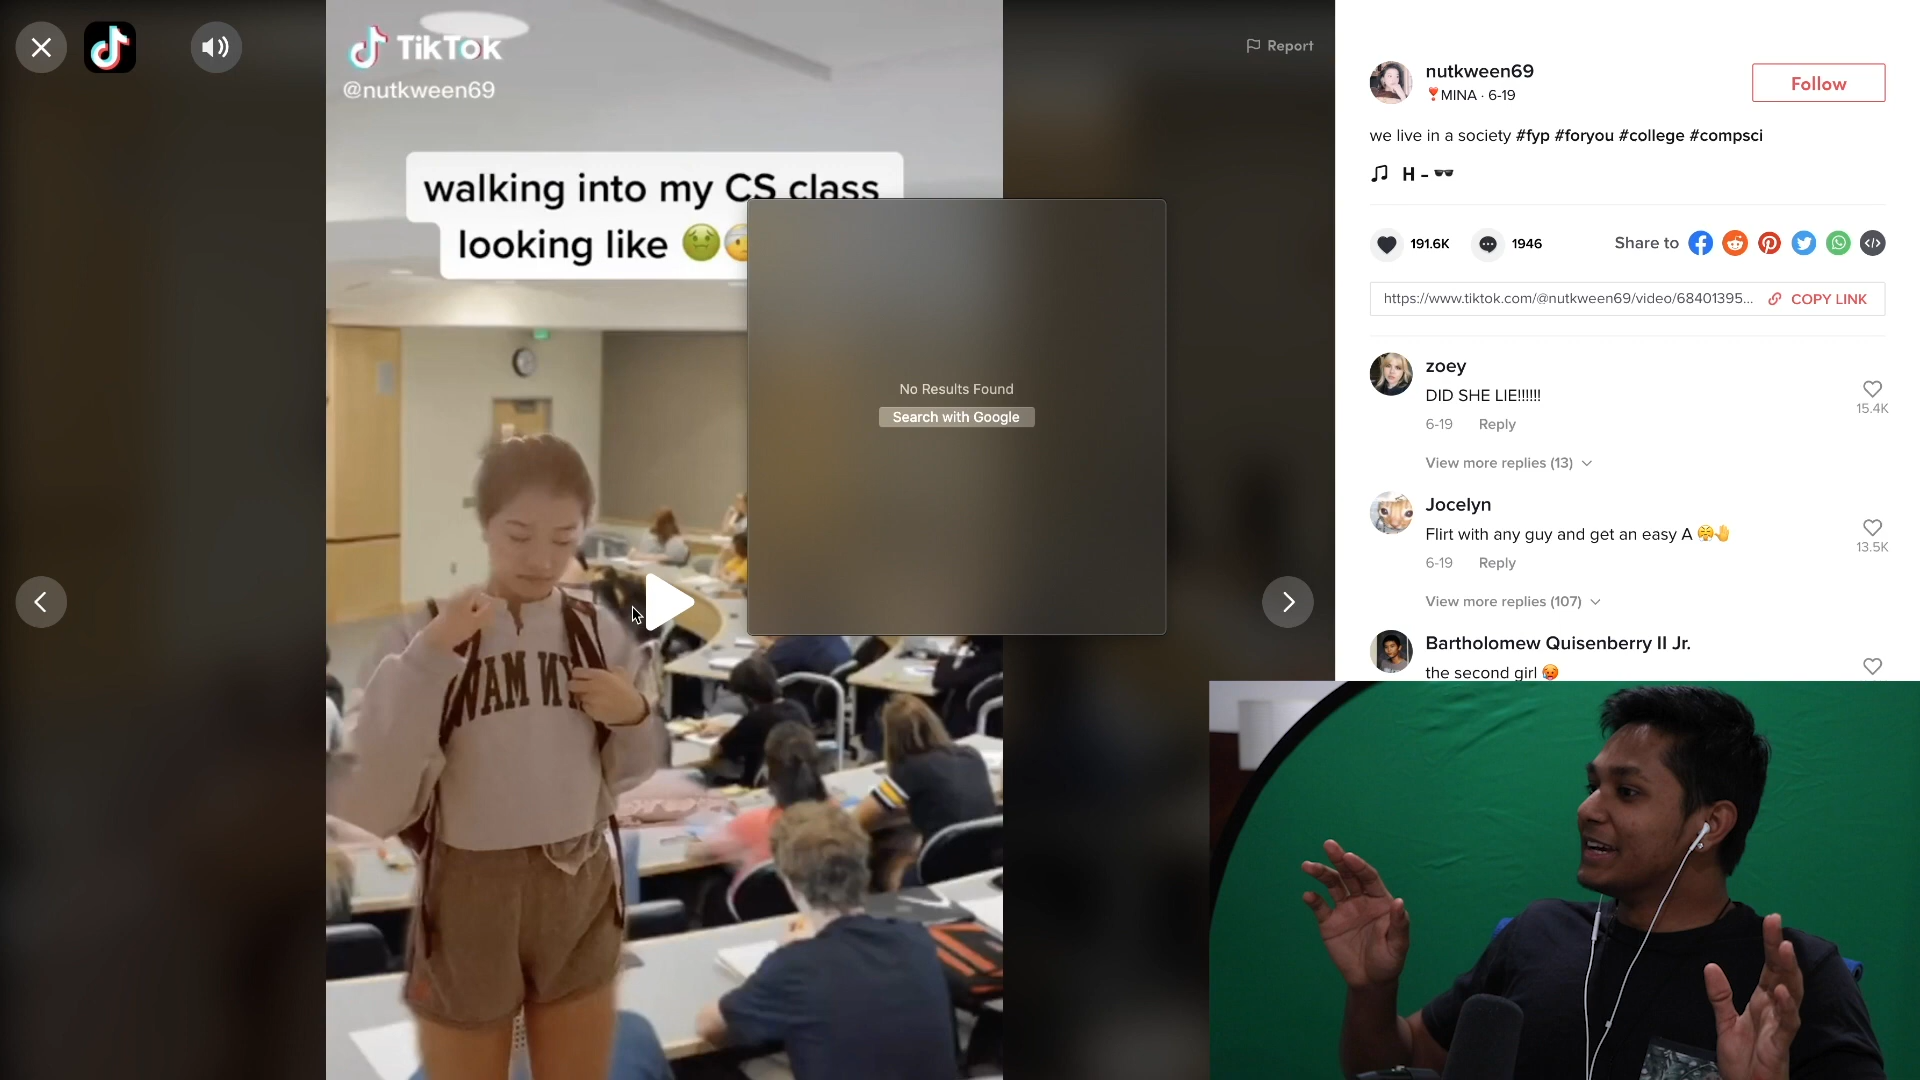 TikTok
@nutkween69
walking into my CS class
looking like 🤢🤕
No Results Found
Search with Google
Report
nutkween69
❣️MINA · 6-19
Follow
we live in a society #fyp #foryou #college #compsci
H - 🕶️
191.6K
1946
Share to
https://www.tiktok.com/@nutkween69/video/68401395...
COPY LINK
zoey
DID SHE LIE!!!!!!
15.4K
6-19 Reply
View more replies (13)
Jocelyn
Flirt with any guy and get an easy A 😤🤚
13.5K
6-19 Reply
View more replies (107)
Bartholomew Quisenberry II Jr.
the second girl 🥵